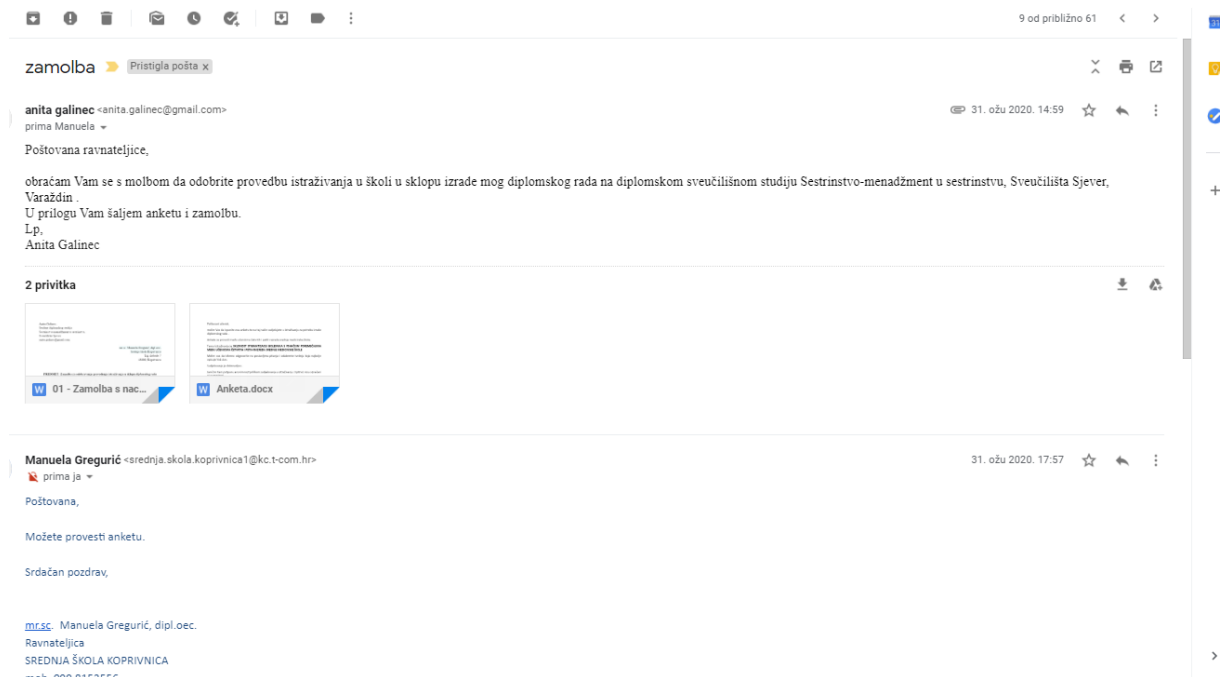 9 od približno 61
31
zamolba Pristigla pošta x
anita galinec <anita.galinec@gmail.com> 31. ožu 2020. 14:59
prima Manuela
Poštovana ravnateljice,
obraćam Vam se s molbom da odobrite provedbu istraživanja u školi u sklopu izrade mog diplomskog rada na diplomskom sveučilišnom studiju Sestrinstvo-menadžment u sestrinstvu, Sveučilišta Sjever,
Varaždin .
U prilogu Vam šaljem anketu i zamolbu.
Lp,
Anita Galinec
2 privitka
W 01 - Zamolba s nac...
W Anketa.docx
Manuela Gregurić <srednja.skola.koprivnica1@kc.t-com.hr> 31. ožu 2020. 17:57
prima ja
Poštovana,
Možete provesti anketu.
Srdačan pozdrav,
mr.sc. Manuela Gregurić, dipl.oec.
Ravnateljica
SREDNJA ŠKOLA KOPRIVNICA